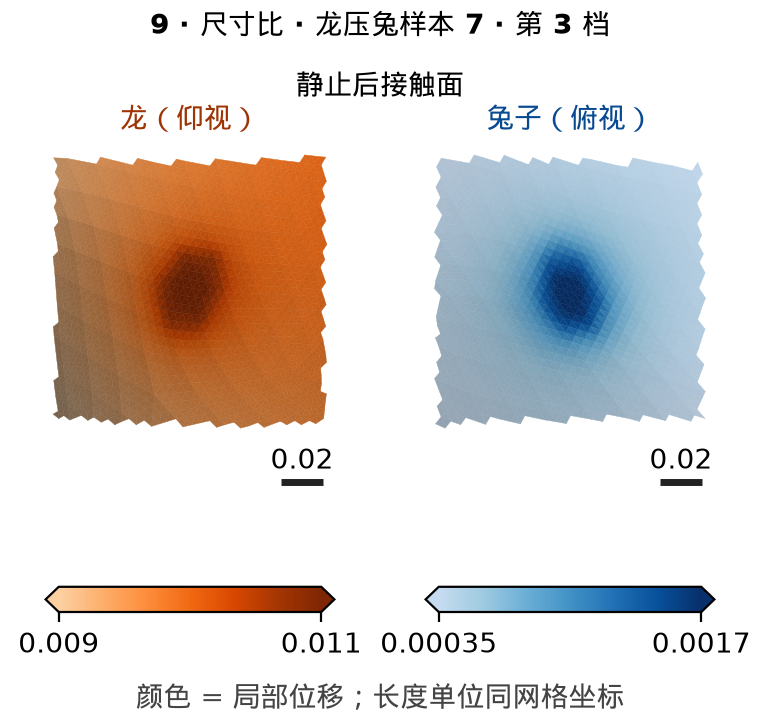 9 · 尺寸比 · 龙压兔样本 7 · 第 3 档
静止后接触面
龙（仰视） 兔子（俯视）
0.02 0.02
0.009 0.011 0.00035 0.0017
颜色 = 局部位移；长度单位同网格坐标